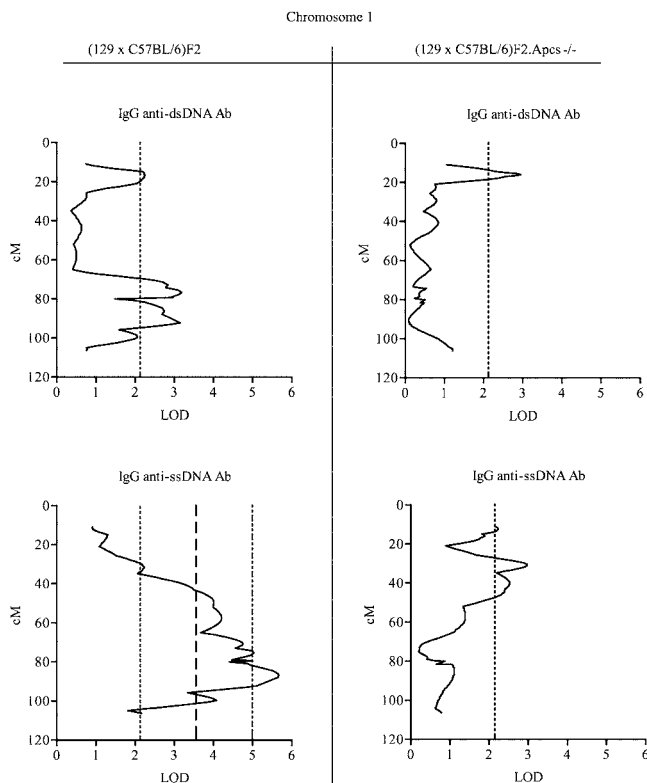 Chromosome 1
(129 x C57BL/6)F2
(129 x C57BL/6)F2.Apcs -/-
IgG anti-dsDNA Ab
0
20
40
60
80
100
120
cM
0 1 2 3 4 5 6
LOD
IgG anti-dsDNA Ab
0
20
40
60
80
100
120
cM
0 1 2 3 4 5 6
LOD
IgG anti-ssDNA Ab
0
20
40
60
80
100
120
cM
0 1 2 3 4 5 6
LOD
IgG anti-ssDNA Ab
0
20
40
60
80
100
120
cM
0 1 2 3 4 5 6
LOD